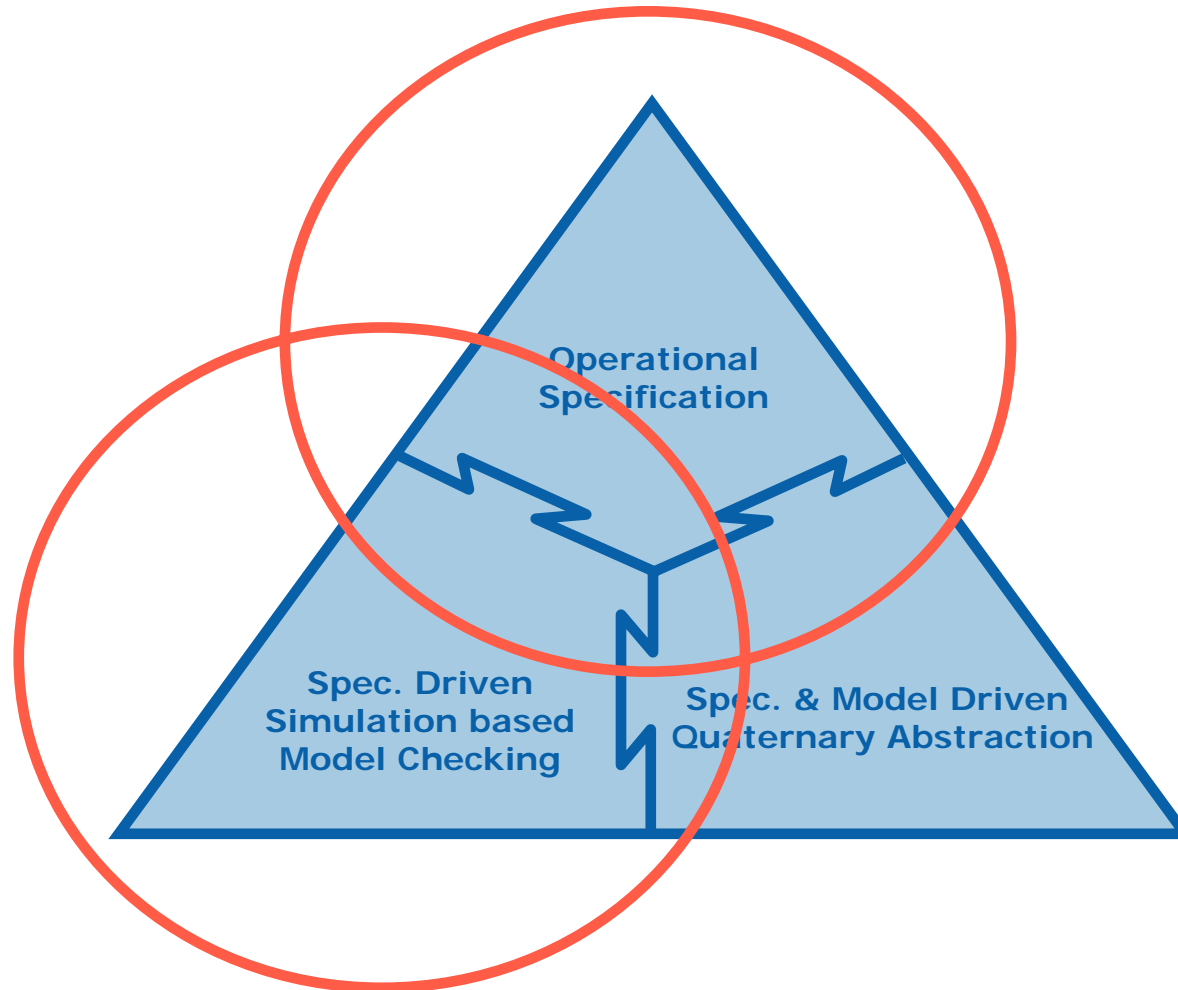 Operational
Specification
Spec. Driven
Simulation based
Model Checking
Spec. & Model Driven
Quaternary Abstraction